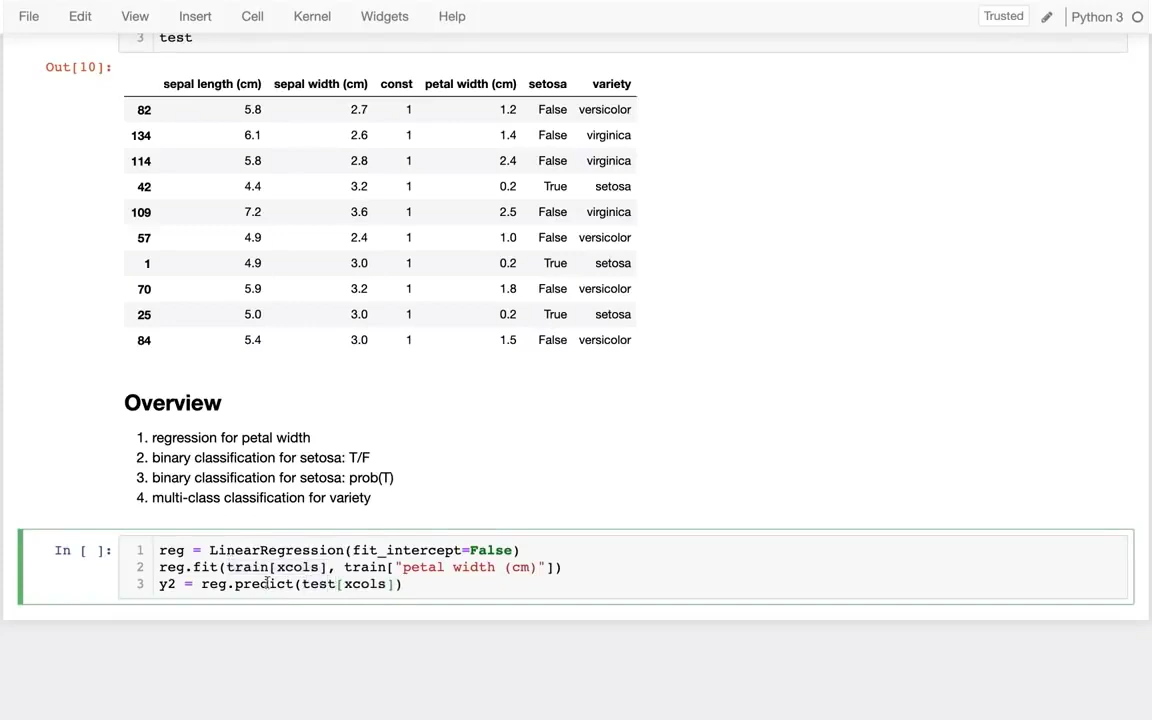 File Edit View Insert Cell Kernel Widgets Help Trusted Python 3
3 test
Out[10]:
sepal length (cm) sepal width (cm) const petal width (cm) setosa variety
82 5.8 2.7 1 1.2 False versicolor
134 6.1 2.6 1 1.4 False virginica
114 5.8 2.8 1 2.4 False virginica
42 4.4 3.2 1 0.2 True setosa
109 7.2 3.6 1 2.5 False virginica
57 4.9 2.4 1 1.0 False versicolor
1 4.9 3.0 1 0.2 True setosa
70 5.9 3.2 1 1.8 False versicolor
25 5.0 3.0 1 0.2 True setosa
84 5.4 3.0 1 1.5 False versicolor
Overview
1. regression for petal width
2. binary classification for setosa: T/F
3. binary classification for setosa: prob(T)
4. multi-class classification for variety
In [ ]: 1 reg = LinearRegression(fit_intercept=False)
2 reg.fit(train[xcols], train["petal width (cm)"])
3 y2 = reg.predict(test[xcols])